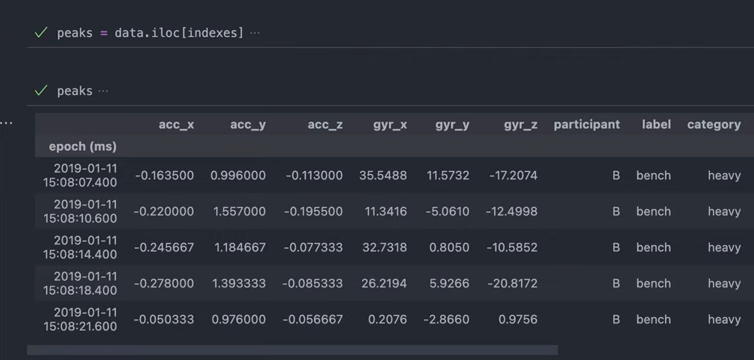 peaks = data.iloc[indexes] ...
peaks ...
...
acc_x acc_y acc_z gyr_x gyr_y gyr_z participant label category
epoch (ms)
2019-01-11
15:08:07.400 -0.163500 0.996000 -0.113000 35.5488 11.5732 -17.2074 B bench heavy
2019-01-11
15:08:10.600 -0.220000 1.557000 -0.195500 11.3416 -5.0610 -12.4998 B bench heavy
2019-01-11
15:08:14.400 -0.245667 1.184667 -0.077333 32.7318 0.8050 -10.5852 B bench heavy
2019-01-11
15:08:18.400 -0.278000 1.393333 -0.085333 26.2194 5.9266 -20.8172 B bench heavy
2019-01-11
15:08:21.600 -0.050333 0.976000 -0.056667 0.2076 -2.8660 0.9756 B bench heavy